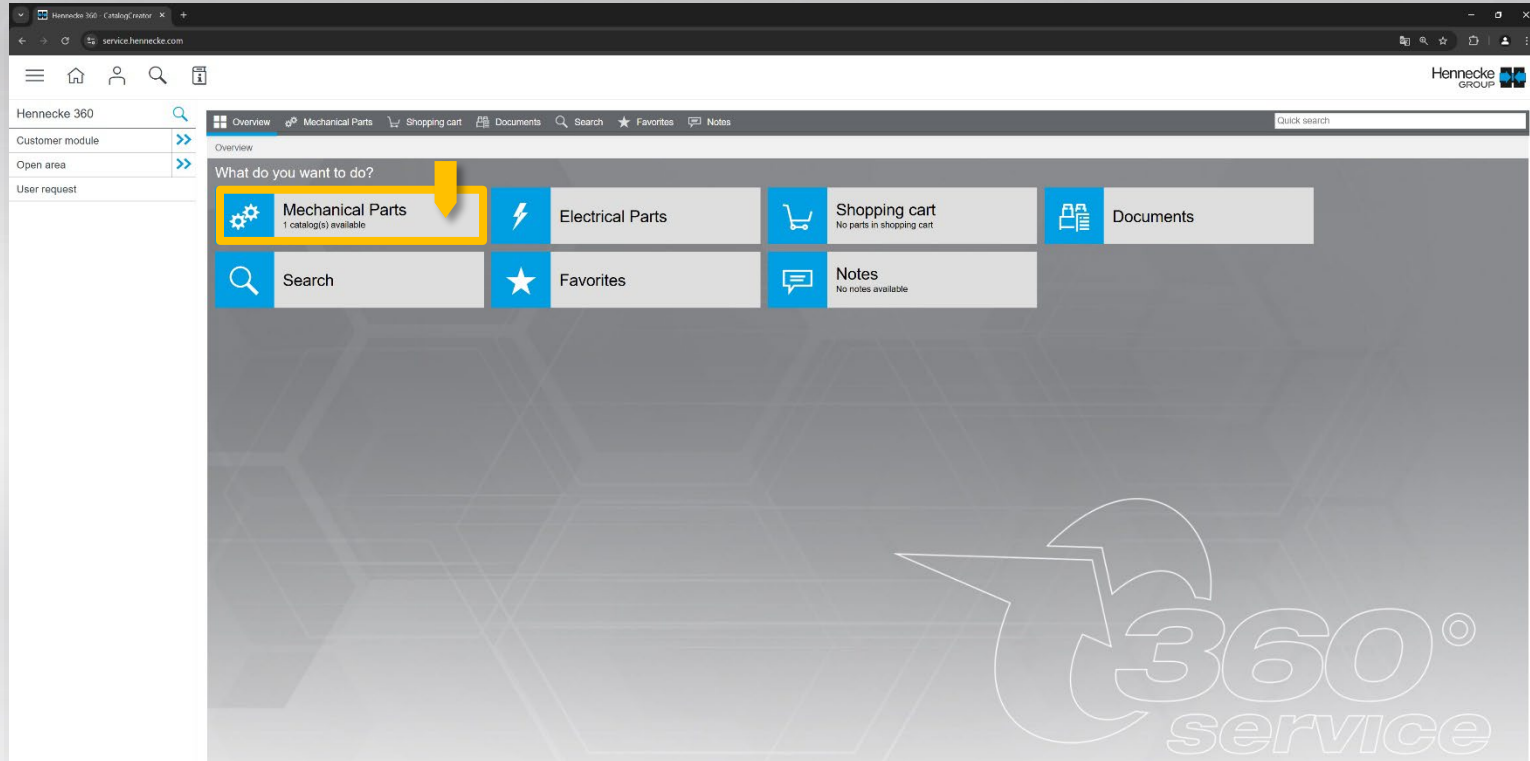 Hennecke 360 - CatalogCreator
service.hennecke.com
Hennecke
GROUP
Hennecke 360
Customer module
Open area
User request
Overview Mechanical Parts Shopping cart Documents Search Favorites Notes Quick search
Overview
What do you want to do?
Mechanical Parts
1 catalog(s) available
Electrical Parts
Shopping cart
No parts in shopping cart
Documents
Search
Favorites
Notes
No notes available
360°
service